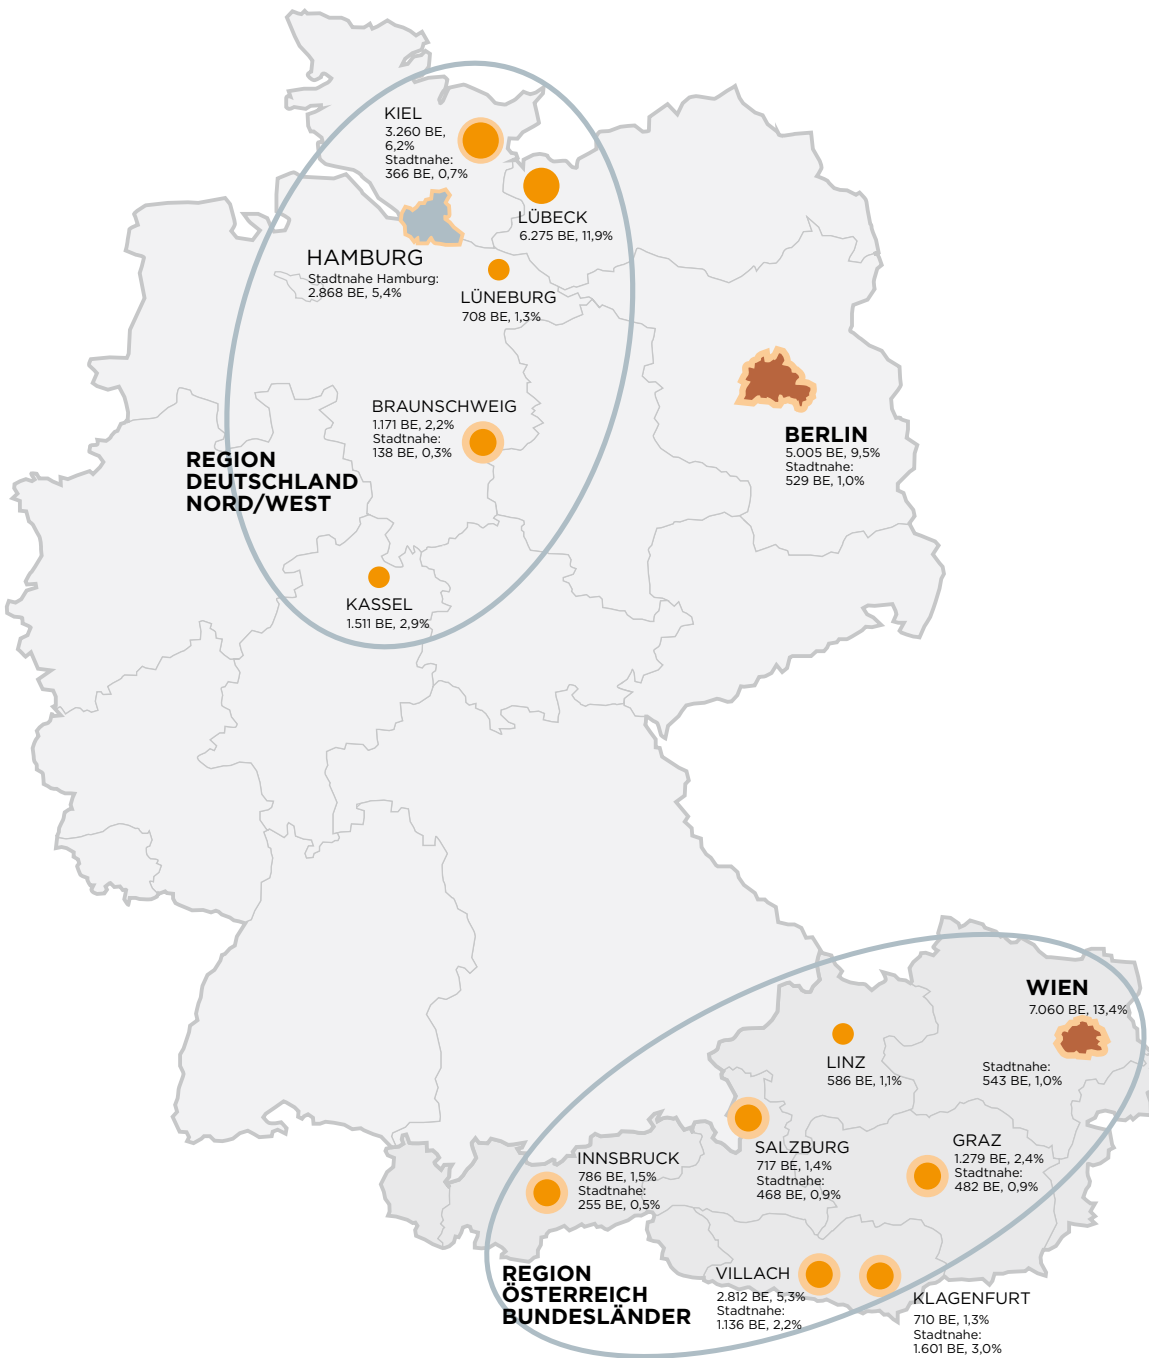 KIEL
3.260 BE,
6,2%
Stadtnahe:
366 BE, 0,7%
LÜBECK
6.275 BE, 11,9%
HAMBURG
Stadtnahe Hamburg:
2.868 BE, 5,4%
LÜNEBURG
708 BE, 1,3%
BRAUNSCHWEIG
1.171 BE, 2,2%
Stadtnahe:
138 BE, 0,3%
BERLIN
5.005 BE, 9,5%
Stadtnahe:
529 BE, 1,0%
REGION
DEUTSCHLAND
NORD/WEST
KASSEL
1.511 BE, 2,9%
WIEN
7.060 BE, 13,4%
Stadtnahe:
543 BE, 1,0%
LINZ
586 BE, 1,1%
SALZBURG
717 BE, 1,4%
Stadtnahe:
468 BE, 0,9%
GRAZ
1.279 BE, 2,4%
Stadtnahe:
482 BE, 0,9%
INNSBRUCK
786 BE, 1,5%
Stadtnahe:
255 BE, 0,5%
REGION
ÖSTERREICH
BUNDESLÄNDER
VILLACH
2.812 BE, 5,3%
Stadtnahe:
1.136 BE, 2,2%
KLAGENFURT
710 BE, 1,3%
Stadtnahe:
1.601 BE, 3,0%